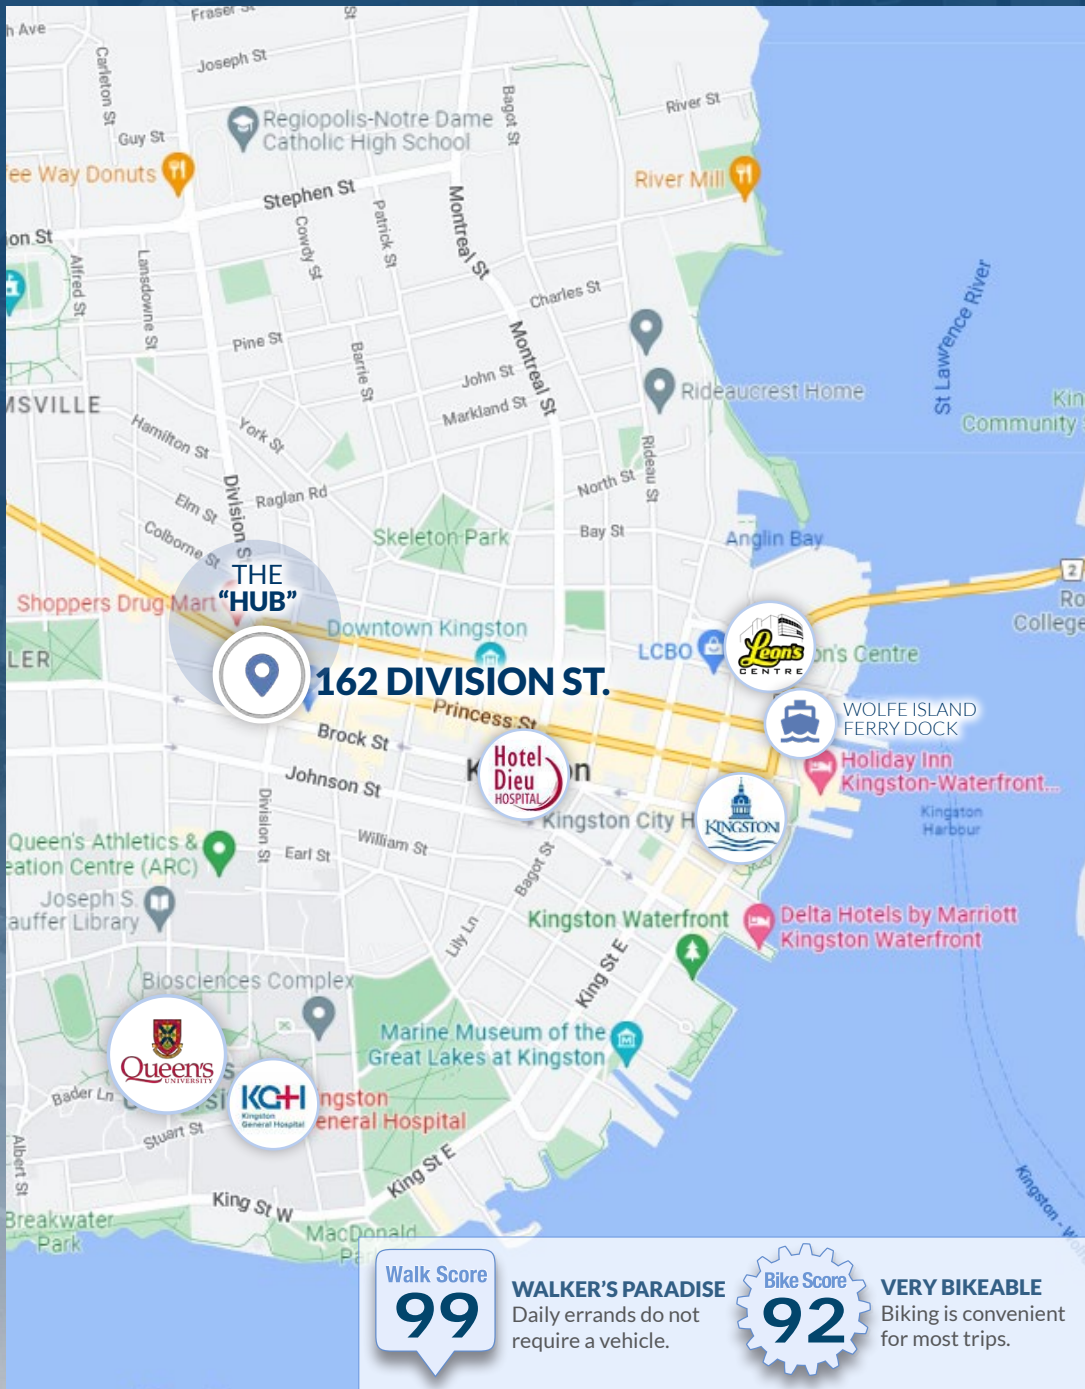 Fraser St
St
h Ave
Carleton St
Joseph St
Guy St
Regiopolis-Notre Dame
Catholic High School
Bagot St
River St
ee Way Donuts
Stephen St
River Mill
Cowdy St
Patrick St
Montreal St
on St
Alfred St
Lansdowne St
Charles St
St Lawrence River
Pine St
Barrie St
Montreal St
John St
Rideaucrest Home
MSVILLE
Markland St
Kin
Community
Hamilton St
York St
Rideau St
North St
Division St
Raglan Rd
Elm St
Colborne St
Skeleton Park
Bay St
Anglin Bay
2
THE
"HUB"
Shoppers Drug Mart
Downtown Kingston
LCBO
Leon's
CENTRE
on's Centre
Ro
College
LER
162 DIVISION ST.
Princess St
WOLFE ISLAND
FERRY DOCK
Brock St
Hotel
Dieu
HOSPITAL
K
on
Holiday Inn
Kingston-Waterfront...
Johnson St
Kingston City H
KINGSTON
Kingston
Harbour
Division St
Queen's Athletics &
eation Centre (ARC)
Earl St
William St
Bagot St
Joseph S.
auffer Library
Lily Ln
Kingston Waterfront
Delta Hotels by Marriott
Kingston Waterfront
King St E
Biosciences Complex
Marine Museum of the
Great Lakes at Kingston
Queen's
UNIVERSITY
s
si
Bader Ln
KGH
Kingston
General Hospital
ngston
eneral Hospital
Stuart St
Albert St
King St E
King St W
Kingston - W
Breakwater
Park
MacDonald
Pa
Walk Score
99
WALKER'S PARADISE
Daily errands do not
require a vehicle.
Bike Score
92
VERY BIKEABLE
Biking is convenient
for most trips.